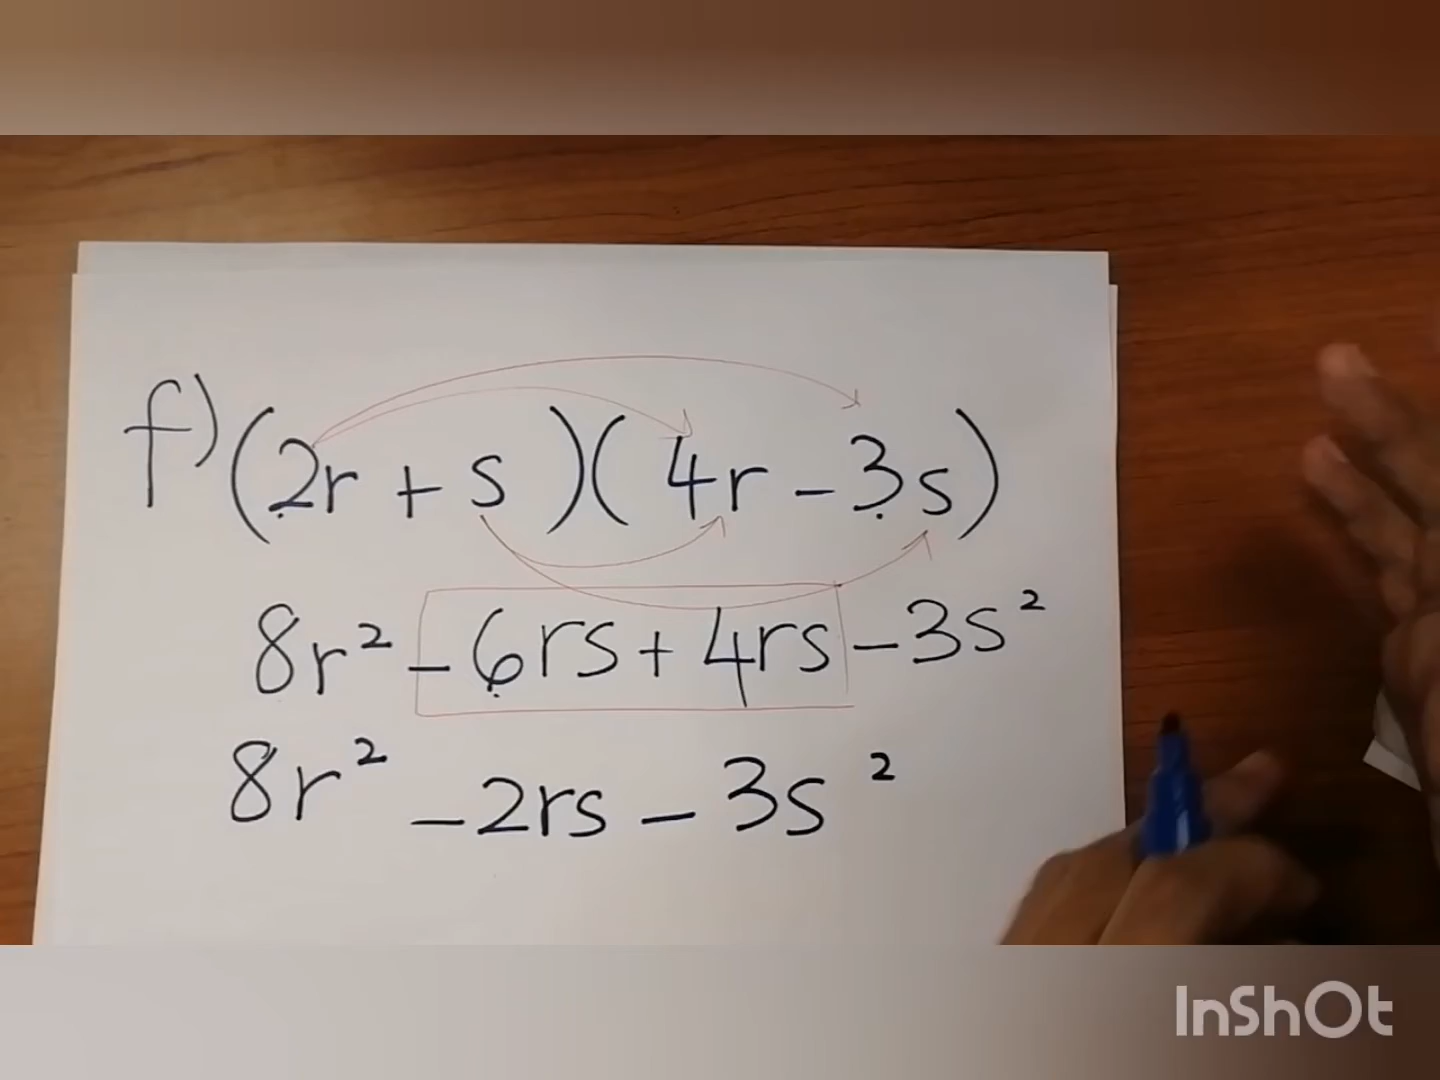 f) (2r + s)(4r - 3s)
8r² - 6rs + 4rs - 3s²
8r² - 2rs - 3s²
InShOt